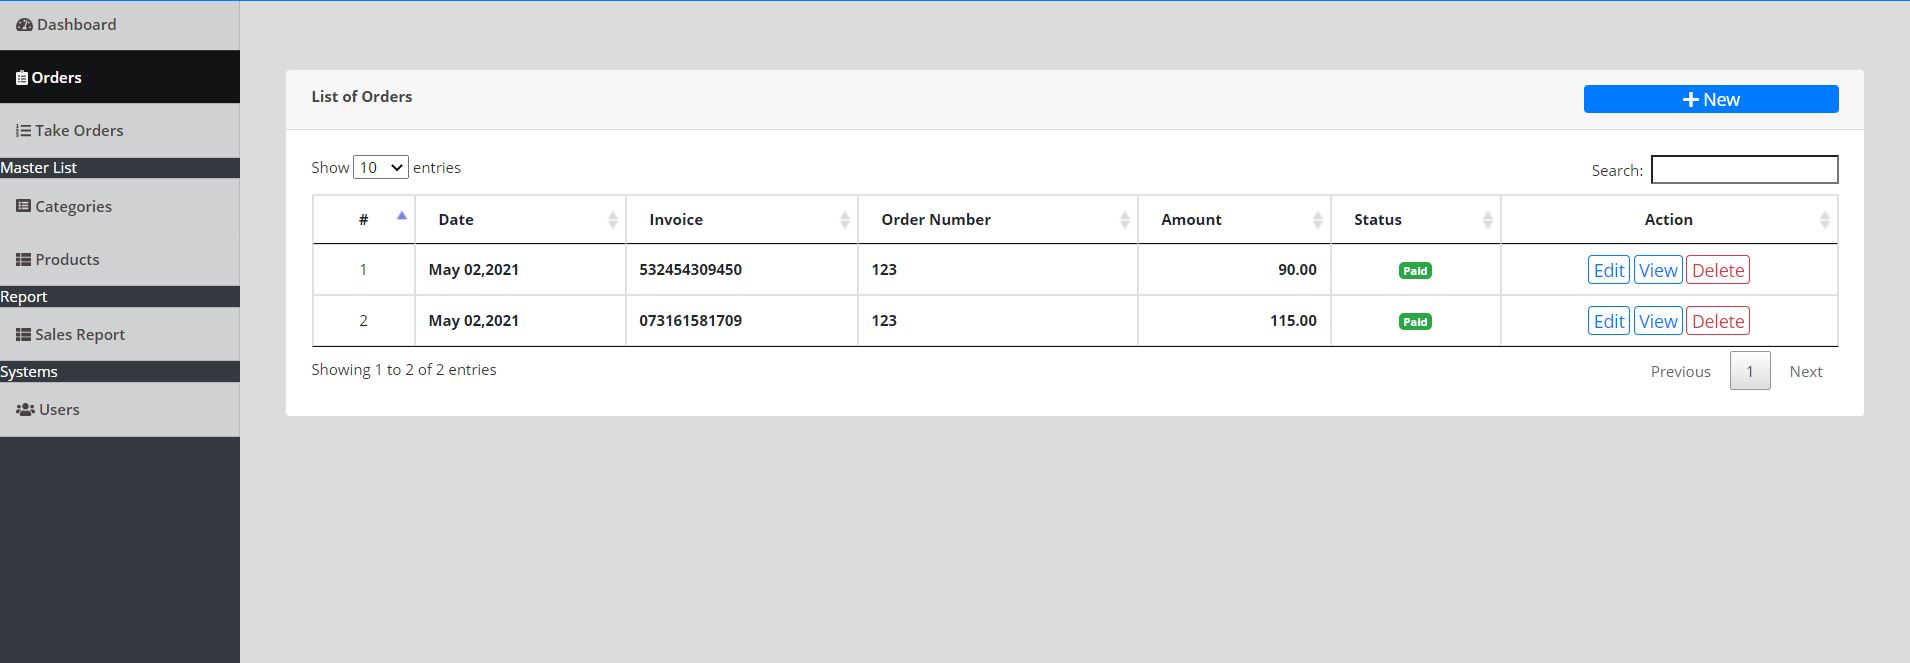 Dashboard
Orders
Take Orders
Master List
Categories
Products
Report
Sales Report
Systems
Users
List of Orders
New
Show 10 entries
Search:
# Date Invoice Order Number Amount Status Action
1 May 02,2021 532454309450 123 90.00 Paid Edit View Delete
2 May 02,2021 073161581709 123 115.00 Paid Edit View Delete
Showing 1 to 2 of 2 entries
Previous 1 Next